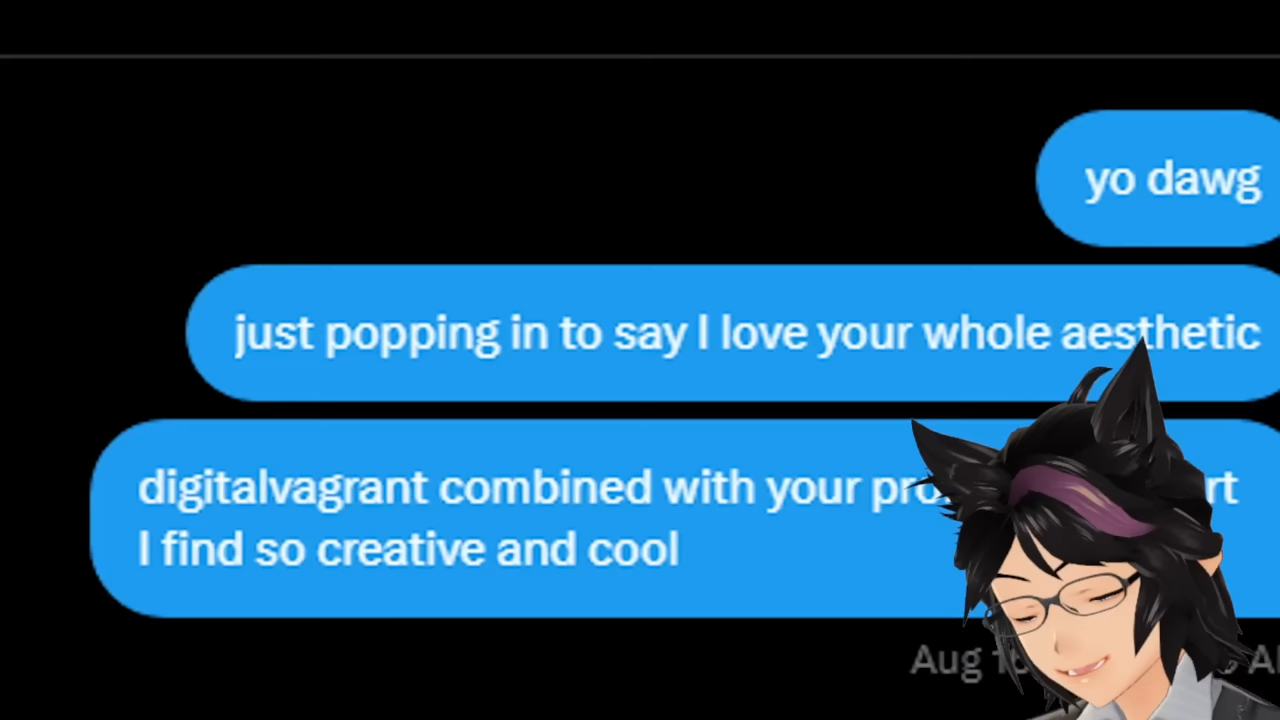 yo dawg
just popping in to say I love your whole aesthetic
digitalvagrant combined with your
I find so creative and cool
Aug